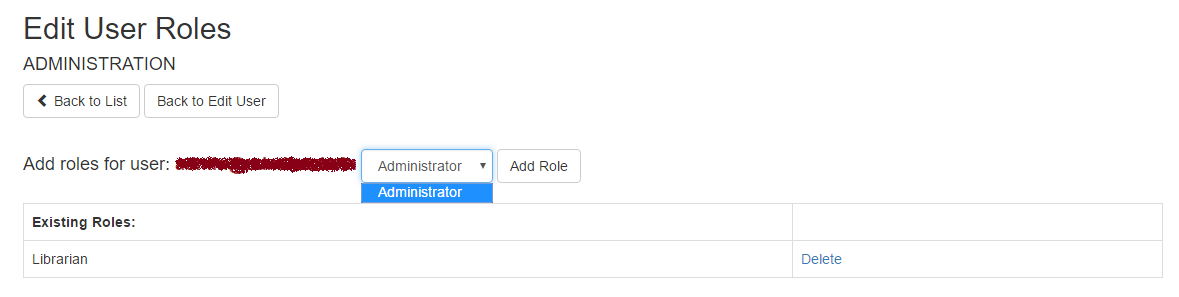 Edit User Roles
ADMINISTRATION
Back to List Back to Edit User
Add roles for user: Administrator Add Role
Administrator
Existing Roles:
Librarian Delete